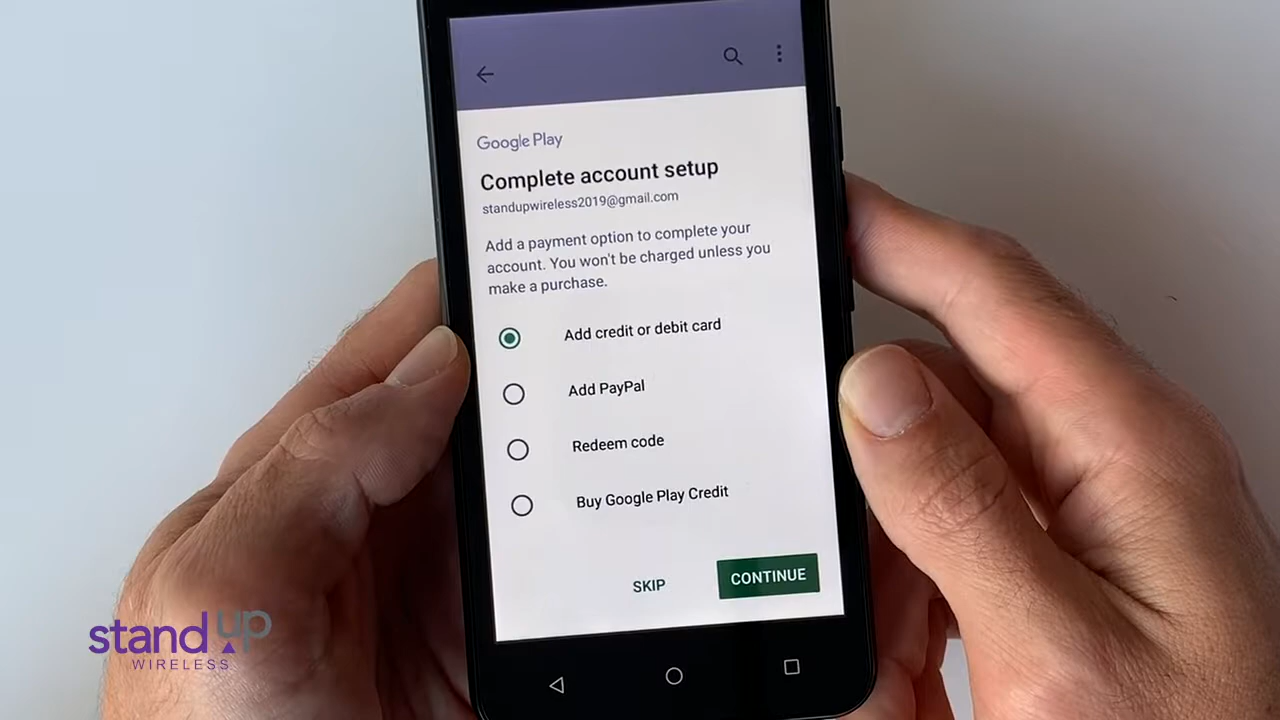 Google Play
Complete account setup
standupwireless2019@gmail.com
Add a payment option to complete your
account. You won't be charged unless you
make a purchase.
Add credit or debit card
Add PayPal
Redeem code
Buy Google Play Credit
SKIP CONTINUE
stand up
WIRELESS